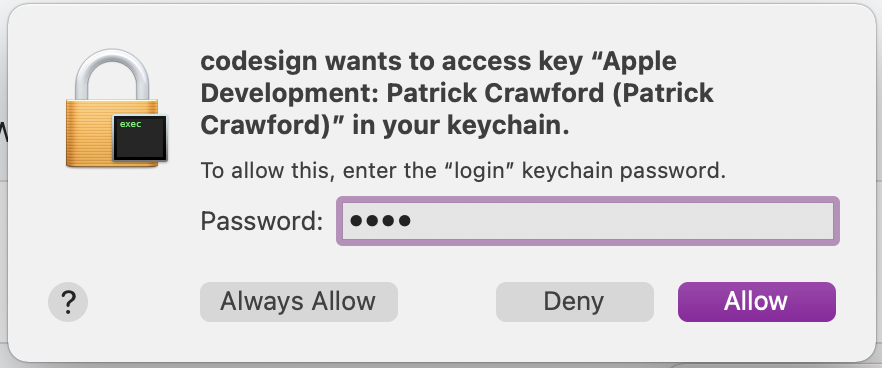 codesign wants to access key “Apple
Development: Patrick Crawford (Patrick
Crawford)” in your keychain.
exec
To allow this, enter the “login” keychain password.
Password: ••••
? Always Allow Deny Allow